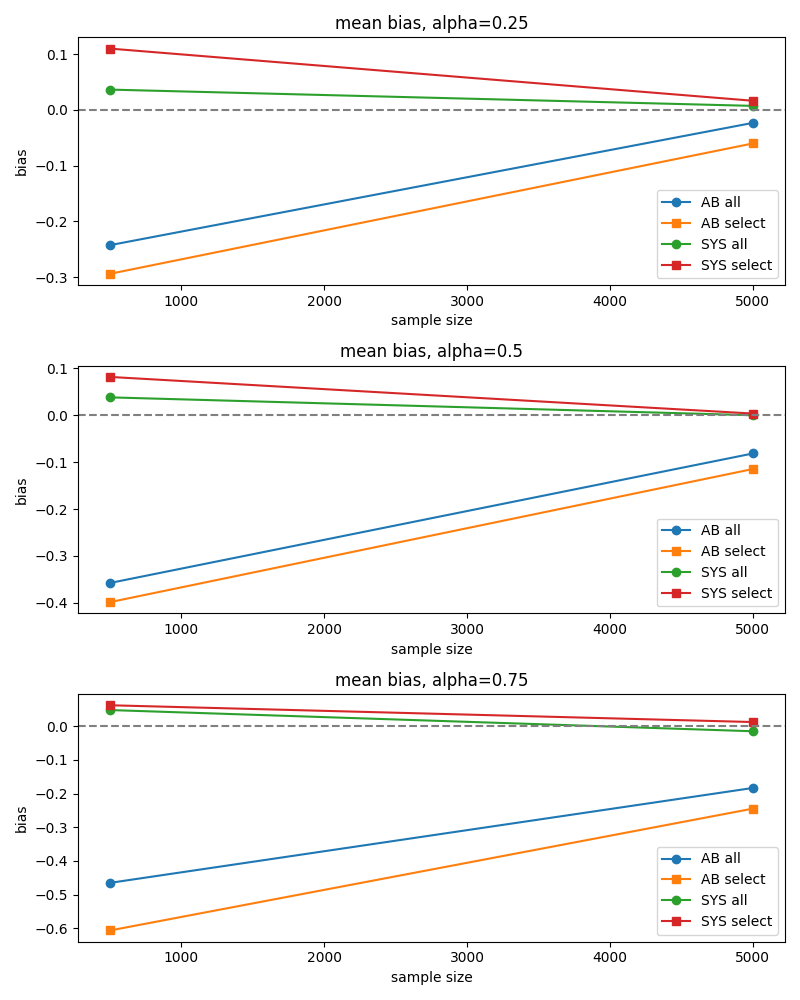 mean bias, alpha=0.25
0.1
0.0
−0.1
−0.2
−0.3
bias
AB all
AB select
SYS all
SYS select
1000 2000 3000 4000 5000
sample size
mean bias, alpha=0.5
0.1
0.0
−0.1
−0.2
−0.3
−0.4
bias
AB all
AB select
SYS all
SYS select
1000 2000 3000 4000 5000
sample size
mean bias, alpha=0.75
0.0
−0.1
−0.2
−0.3
−0.4
−0.5
−0.6
bias
AB all
AB select
SYS all
SYS select
1000 2000 3000 4000 5000
sample size